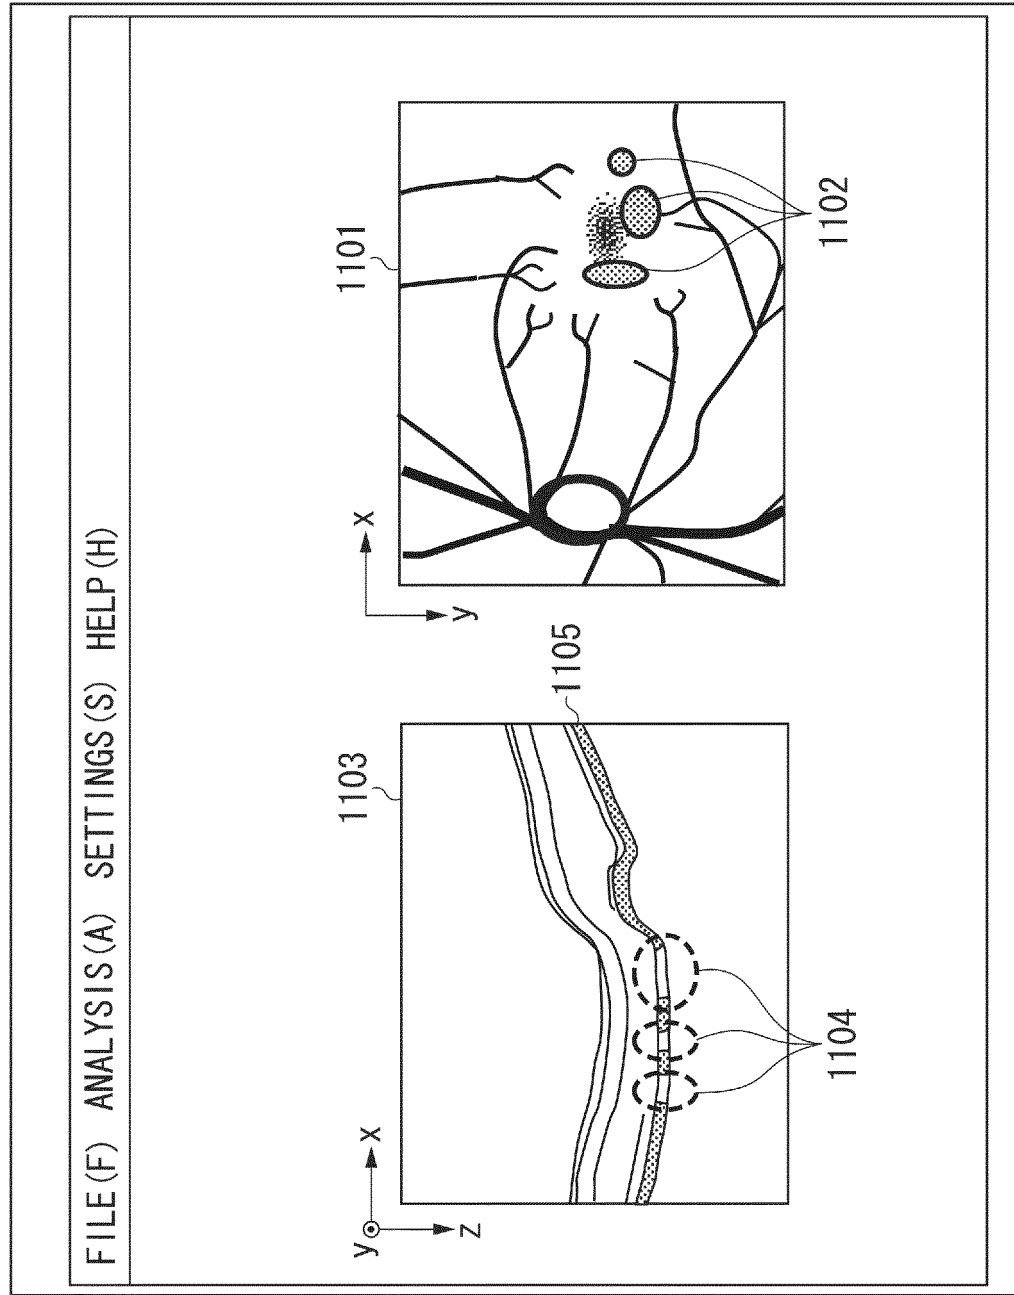 FILE(F) ANALYSIS(A) SETTINGS(S) HELP(H)
1103
1101
y
x
z
x
y
1105
1104
1102